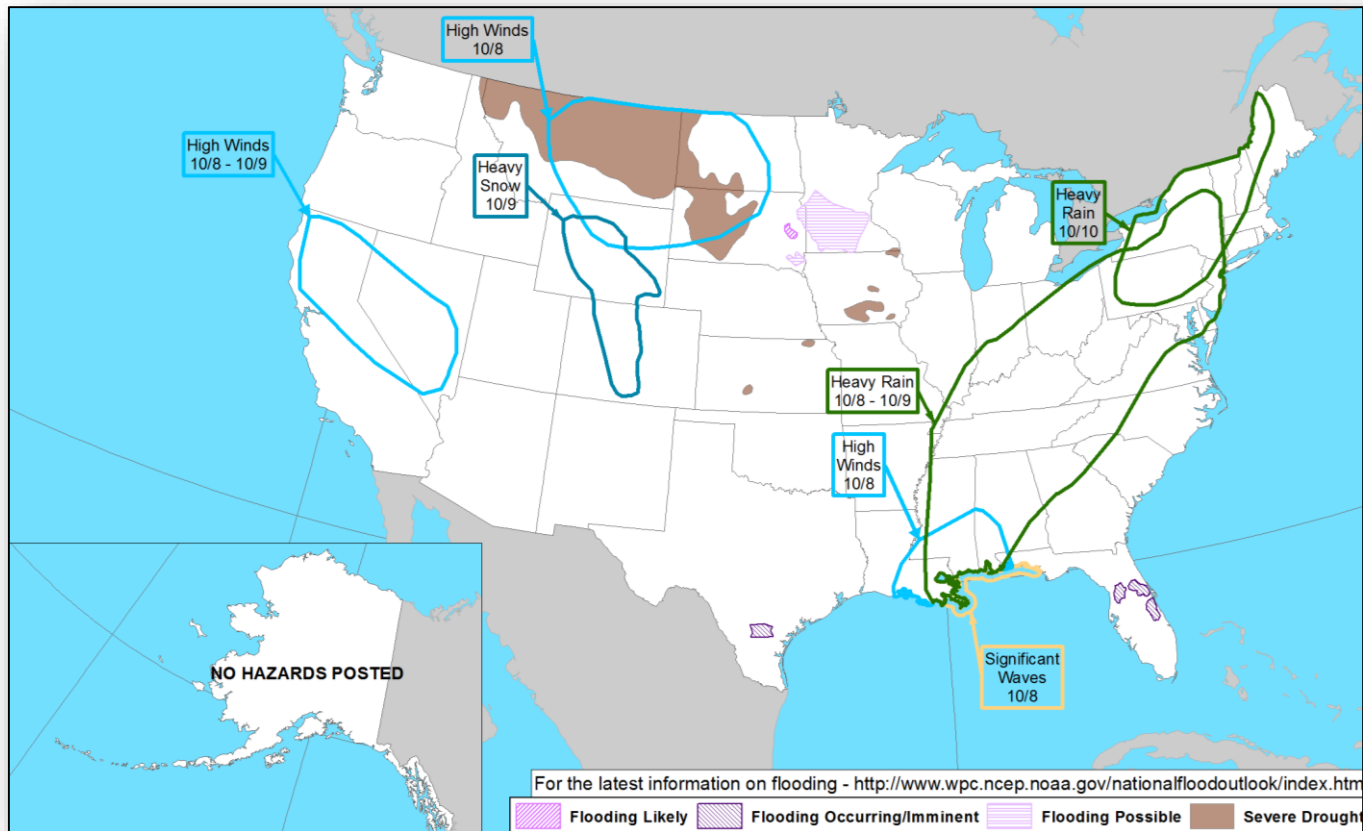 High Winds
10/8
High Winds
10/8 - 10/9
Heavy
Snow
10/9
Heavy
Rain
10/10
Heavy Rain
10/8 - 10/9
High
Winds
10/8
NO HAZARDS POSTED
Significant
Waves
10/8
For the latest information on flooding - http://www.wpc.ncep.noaa.gov/nationalfloodoutlook/index.htm
Flooding Likely
Flooding Occurring/Imminent
Flooding Possible
Severe Drought